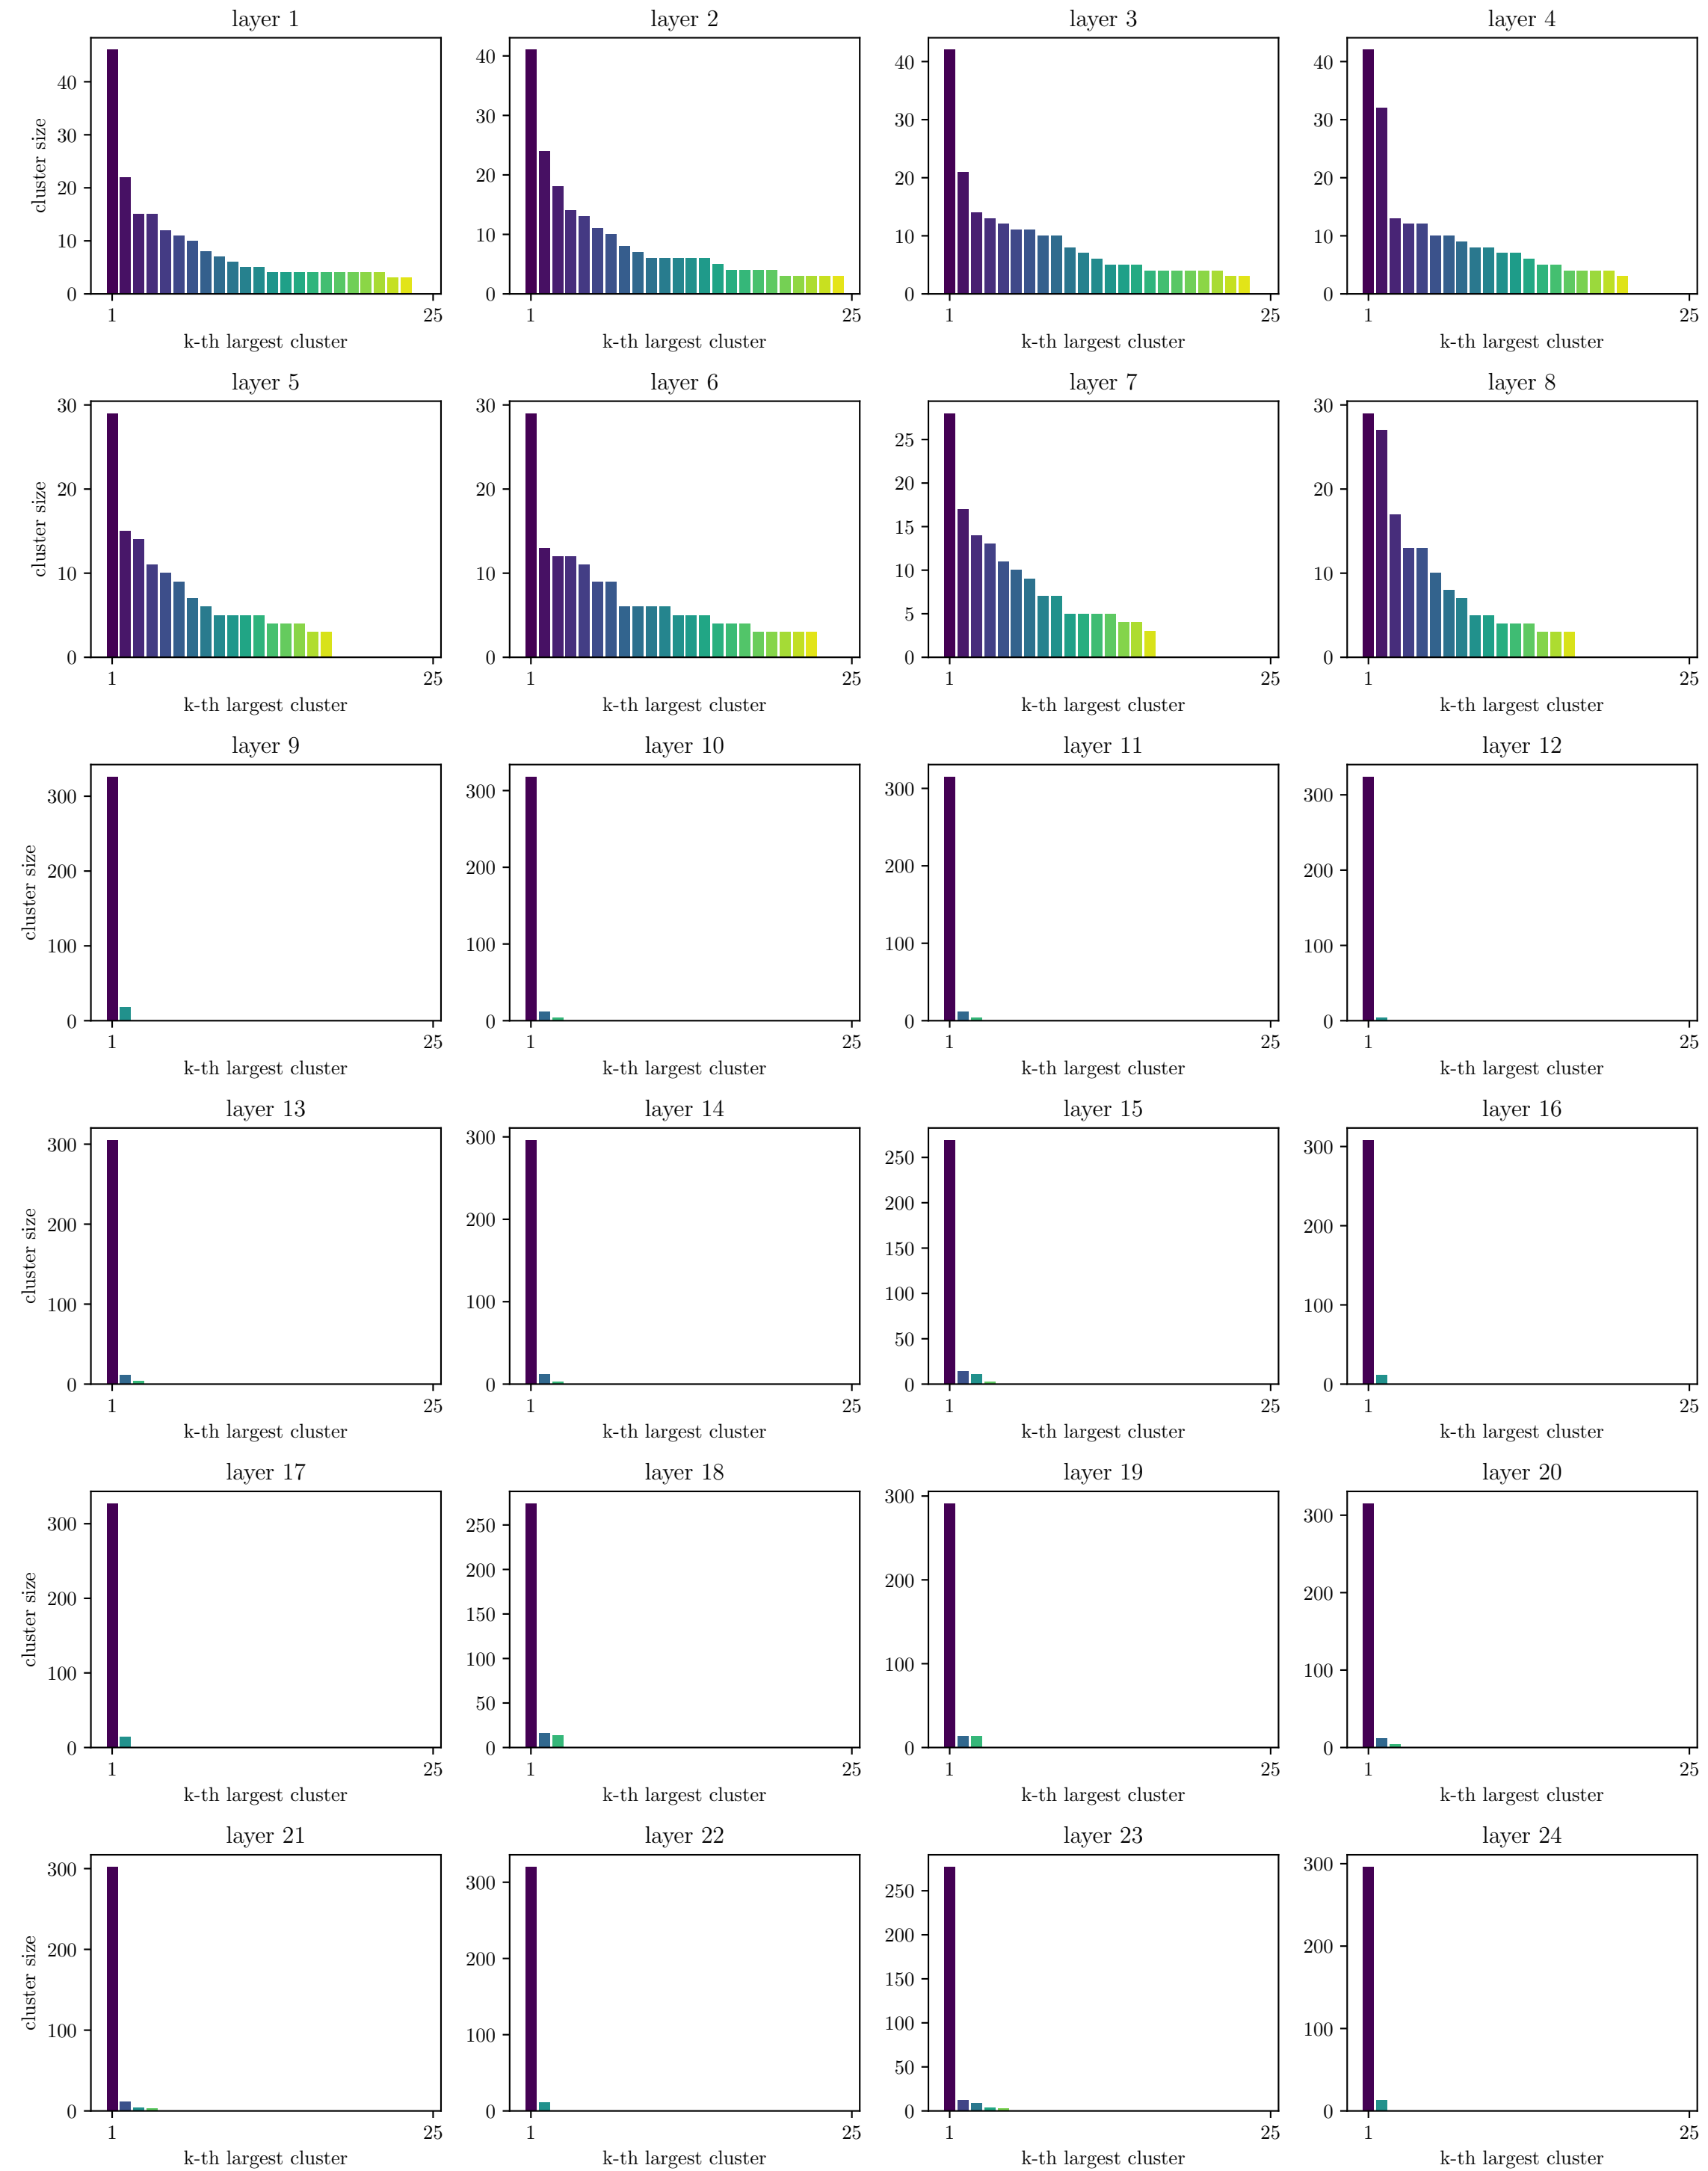 layer 1
layer 2
layer 3
layer 4
40
30
20
10
0
40
30
20
10
0
40
30
20
10
0
40
30
20
10
0
cluster size
1 25
1 25
1 25
1 25
k-th largest cluster
k-th largest cluster
k-th largest cluster
k-th largest cluster
layer 5
layer 6
layer 7
layer 8
30
20
10
0
30
20
10
0
25
20
15
10
5
0
30
20
10
0
cluster size
1 25
1 25
1 25
1 25
k-th largest cluster
k-th largest cluster
k-th largest cluster
k-th largest cluster
layer 9
layer 10
layer 11
layer 12
300
200
100
0
300
200
100
0
300
200
100
0
300
200
100
0
cluster size
1 25
1 25
1 25
1 25
k-th largest cluster
k-th largest cluster
k-th largest cluster
k-th largest cluster
layer 13
layer 14
layer 15
layer 16
300
200
100
0
300
200
100
0
250
200
150
100
50
0
300
200
100
0
cluster size
1 25
1 25
1 25
1 25
k-th largest cluster
k-th largest cluster
k-th largest cluster
k-th largest cluster
layer 17
layer 18
layer 19
layer 20
300
200
100
0
250
200
150
100
50
0
300
200
100
0
300
200
100
0
cluster size
1 25
1 25
1 25
1 25
k-th largest cluster
k-th largest cluster
k-th largest cluster
k-th largest cluster
layer 21
layer 22
layer 23
layer 24
300
200
100
0
300
200
100
0
250
200
150
100
50
0
300
200
100
0
cluster size
1 25
1 25
1 25
1 25
k-th largest cluster
k-th largest cluster
k-th largest cluster
k-th largest cluster